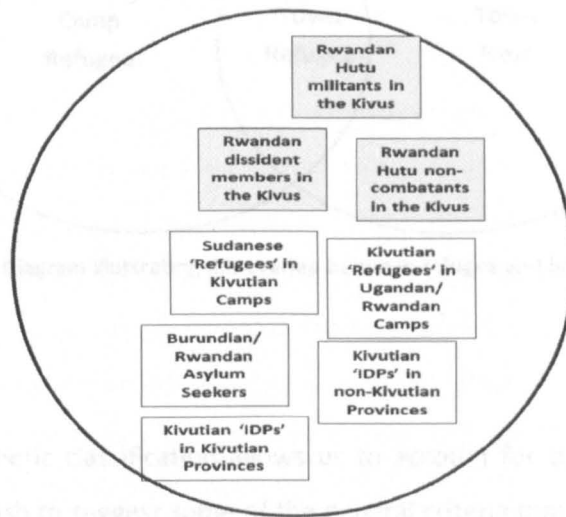 Rwandan
Hutu
militants in
the Kivus
Rwandan
dissident
members in
the Kivus
Rwandan
Hutu non-
combatants
in the Kivus
Sudanese
'Refugees' in
Kivutian
Camps
Kivutian
'Refugees' in
Ugandan/
Rwandan
Camps
Burundian/
Rwandan
Asylum
Seekers
Kivutian
'IDPs' in
non-Kivutian
Provinces
Kivutian 'IDPs'
in Kivutian
Provinces